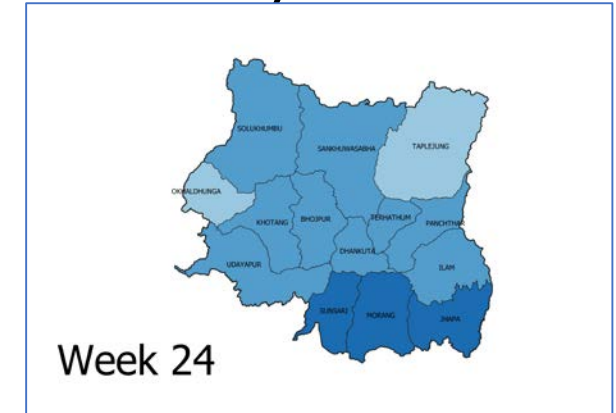 SOLUKHUMBU
SANKHUWASABHA
TAPLEJUNG
OKHALDHUNGA
KHOTANG
BHOJPUR
TERHATHUM
PANCHTHAR
DHANKUTA
UDAYAPUR
ILAM
SUNSARI
MORANG
JHAPA
Week 24